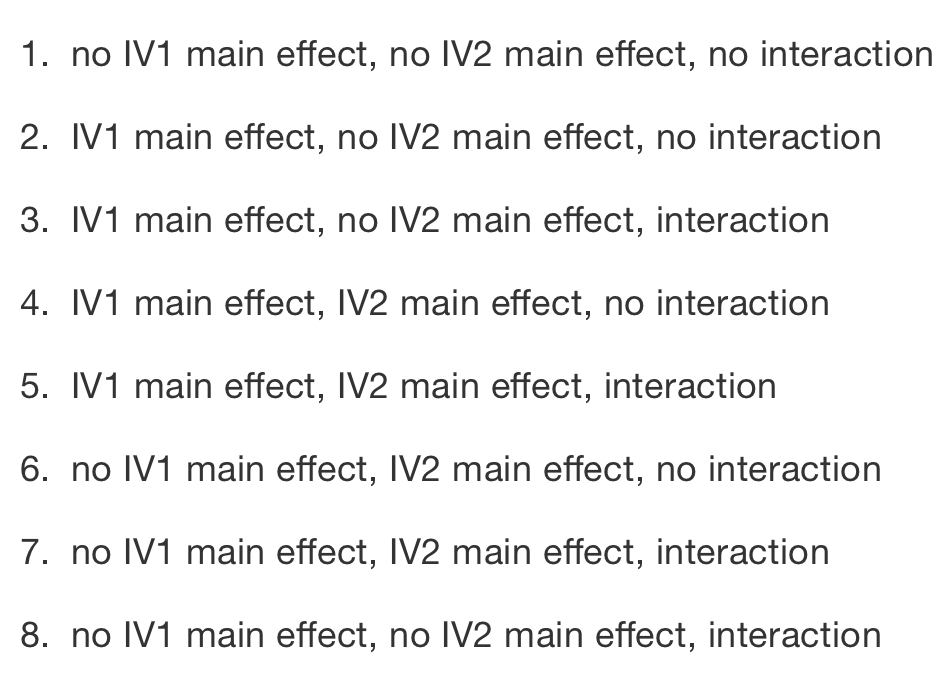 1. no IV1 main effect, no IV2 main effect, no interaction
2. IV1 main effect, no IV2 main effect, no interaction
3. IV1 main effect, no IV2 main effect, interaction
4. IV1 main effect, IV2 main effect, no interaction
5. IV1 main effect, IV2 main effect, interaction
6. no IV1 main effect, IV2 main effect, no interaction
7. no IV1 main effect, IV2 main effect, interaction
8. no IV1 main effect, no IV2 main effect, interaction